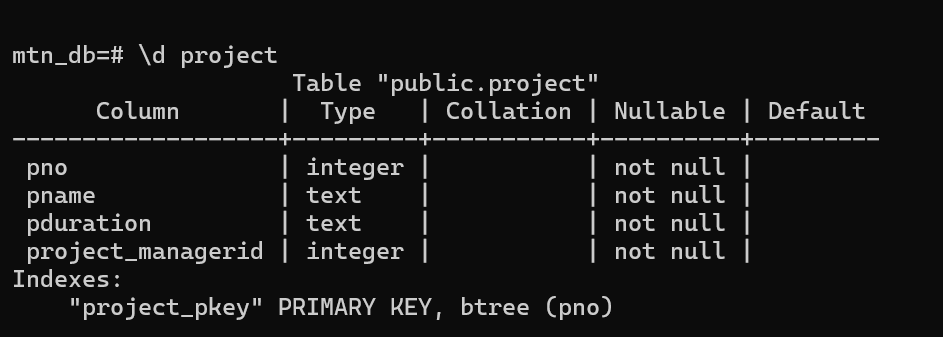 mtn_db=# \d project
                    Table "public.project"
      Column       |  Type   | Collation | Nullable | Default
-------------------+---------+-----------+----------+---------
 pno               | integer |           | not null |
 pname             | text    |           | not null |
 pduration         | text    |           | not null |
 project_managerid | integer |           | not null |
Indexes:
    "project_pkey" PRIMARY KEY, btree (pno)